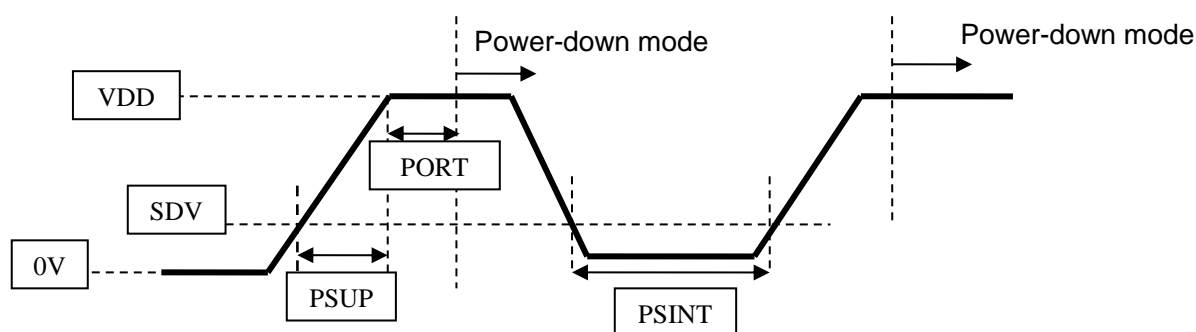 Power-down mode
Power-down mode
VDD
PORT
SDV
0V
PSUP
PSINT